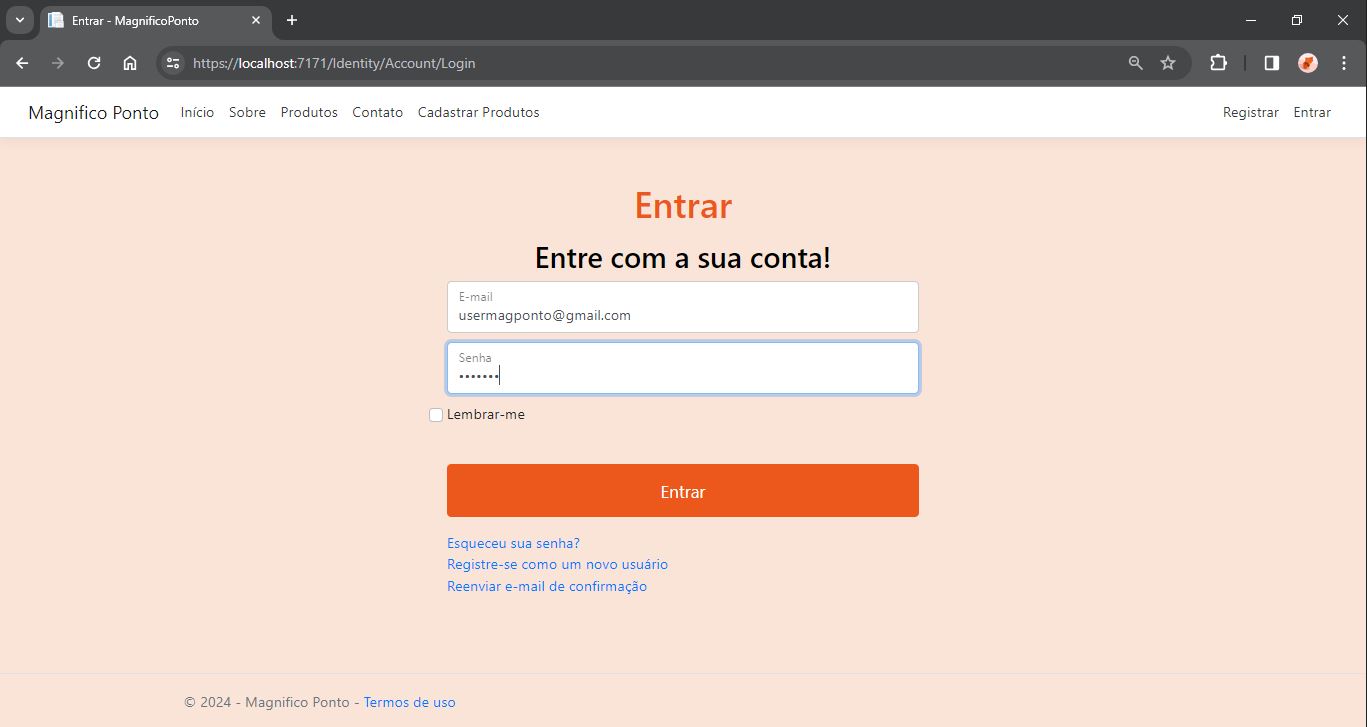 Entrar - MagnificoPonto
https://localhost:7171/Identity/Account/Login
Magnifico Ponto Início Sobre Produtos Contato Cadastrar Produtos Registrar Entrar
Entrar
Entre com a sua conta!
E-mail
usermagponto@gmail.com
Senha
•••••••
Lembrar-me
Entrar
Esqueceu sua senha?
Registre-se como um novo usuário
Reenviar e-mail de confirmação
© 2024 - Magnifico Ponto - Termos de uso